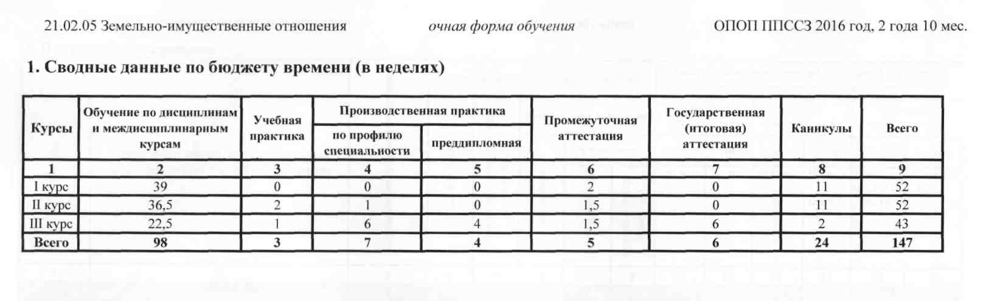 21.02.05 Земельно-имущественные отношения очная форма обучения ОПОП ППССЗ 2016 год, 2 года 10 мес.
1. Сводные данные по бюджету времени (в неделях)
Курсы Обучение по дисциплинам и междисциплинарным курсам Учебная практика Производственная практика Промежуточная аттестация Государственная (итоговая) аттестация Каникулы Всего
по профилю специальности преддипломная
1 2 3 4 5 6 7 8 9
I курс 39 0 0 0 2 0 11 52
II курс 36,5 2 1 0 1,5 0 11 52
III курс 22,5 1 6 4 1,5 6 2 43
Всего 98 3 7 4 5 6 24 147